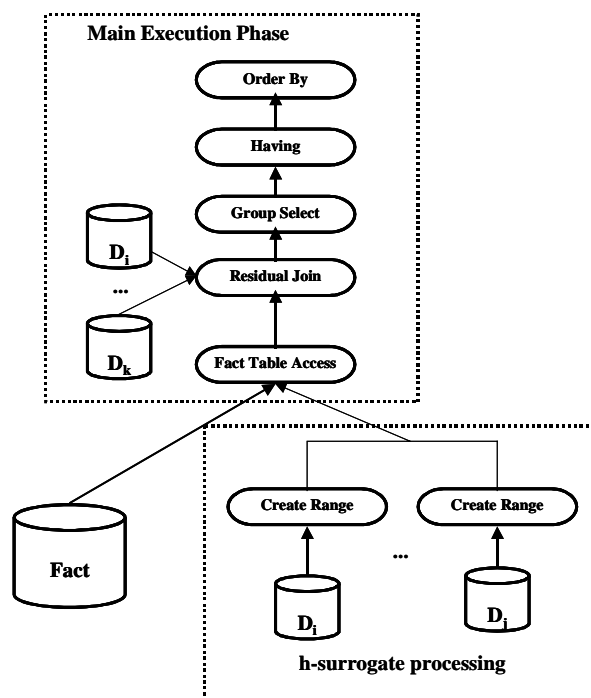 Main Execution Phase
Order By
Having
Group Select
Di
...
Residual Join
Dk
Fact Table Access
Create Range
Create Range
Fact
...
Di
Dj
h-surrogate processing